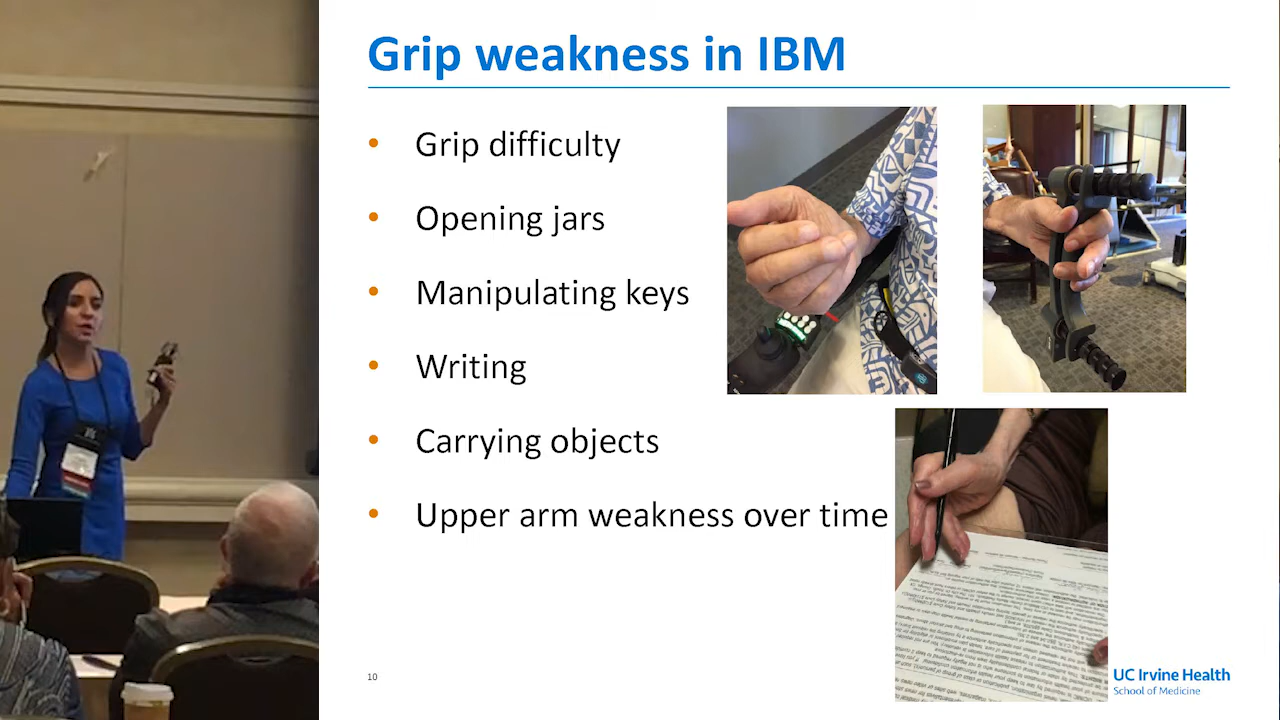 Grip weakness in IBM
• Grip difficulty
• Opening jars
• Manipulating keys
• Writing
• Carrying objects
• Upper arm weakness over time
10
UC Irvine Health
School of Medicine